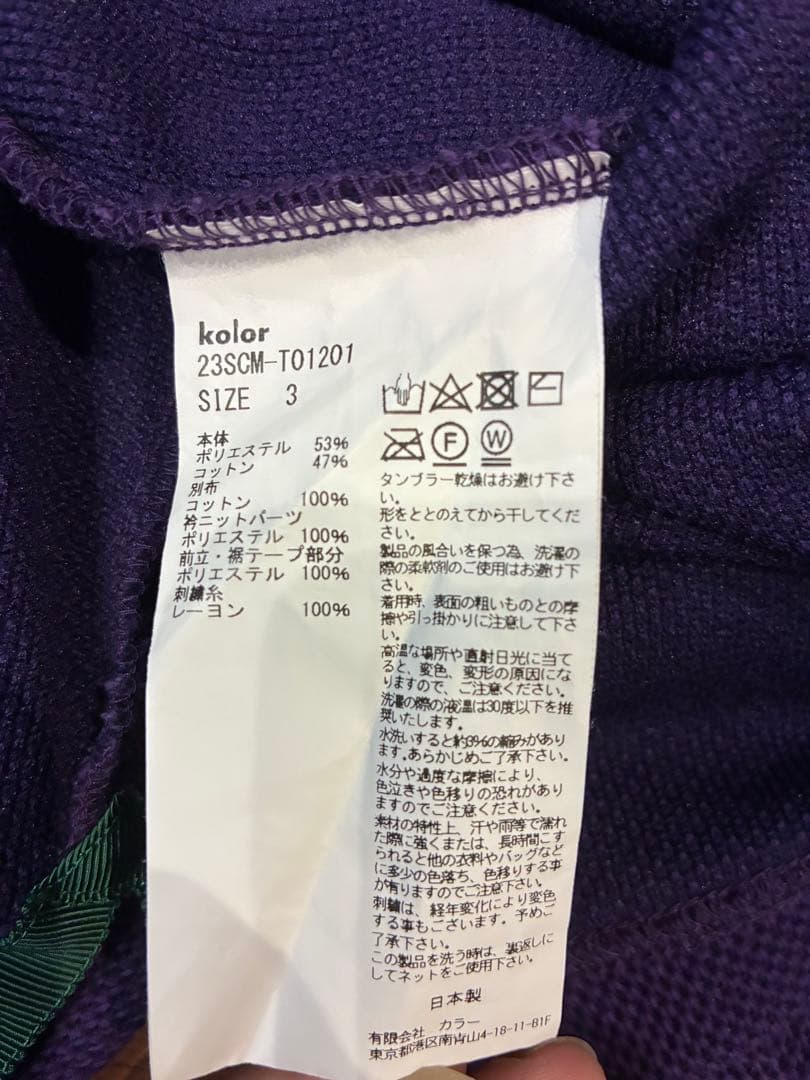 kolor
23SCM-T01201
SIZE 3
本体
ポリエステル 53%
コットン 47%
別布
コットン 100%
衿ニットパーツ
ポリエステル 100%
前立・裾テープ部分
ポリエステル 100%
刺繍糸
レーヨン 100%
F W
タンブラー乾燥はお避け下さ
い。
形をととのえてから干してくだ
さい。
製品の風合いを保つ為、洗濯の
際の柔軟剤のご使用はお避け下
さい。
着用時、表面の粗いものとの摩
擦や引っ掛かりに注意して下さ
い。
高温な場所や直射日光に当て
ると、変色、変形の原因にな
りますので、ご注意ください。
洗濯の際の液温は30度以下を推
奨いたします。
水洗いすると約3%の縮みがあり
ます。あらかじめご了承下さい。
水分や過度な摩擦により、
色泣きや色移りの恐れがあり
ますのでご注意ください。
素材の特性上、汗や雨等で濡れ
た際に強くまたは、長時間こす
られると他の衣料やバッグなど
に多少の色落ち、色移りする事
が有りますのでご注意下さい。
刺繍は、経年変化により変色
する事もございます。予めご
了承下さい。
この製品を洗う時は、裏返しに
してネットをご使用下さい。
日本製
有限会社 カラー
東京都港区南青山4-18-11-B1F